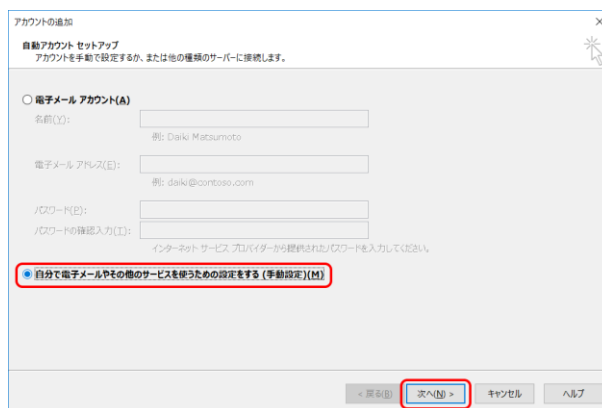 アカウントの追加
自動アカウント セットアップ
アカウントを手動で設定するか、または他の種類のサーバーに接続します。
電子メール アカウント(A)
名前(Y):
例: Daiki Matsumoto
電子メール アドレス(E):
例: daiki@contoso.com
パスワード(P):
パスワードの確認入力(T):
インターネット サービス プロバイダーから提供されたパスワードを入力してください。
自分で電子メールやその他のサービスを使うための設定をする (手動設定)(M)
< 戻る(B) 次へ(N) > キャンセル ヘルプ